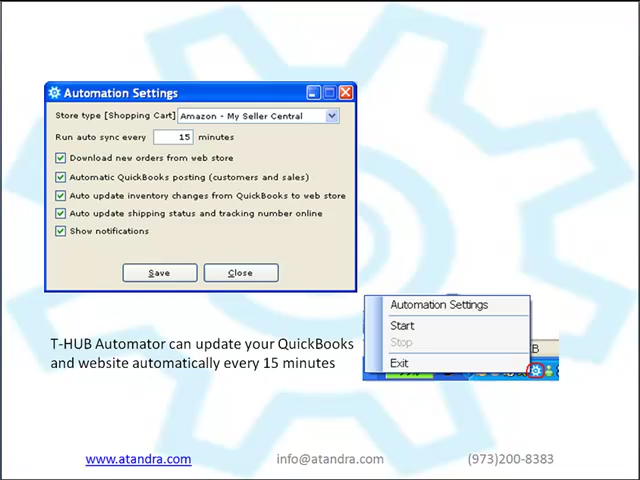 Automation Settings
Store type [Shopping Cart] Amazon - My Seller Central
Run auto sync every 15 minutes
Download new orders from web store
Automatic QuickBooks posting (customers and sales)
Auto update inventory changes from QuickBooks to web store
Auto update shipping status and tracking number online
Show notifications
Save Close
Automation Settings
Start
Stop
Exit
B
T-HUB Automator can update your QuickBooks
and website automatically every 15 minutes
www.atandra.com info@atandra.com (973)200-8383